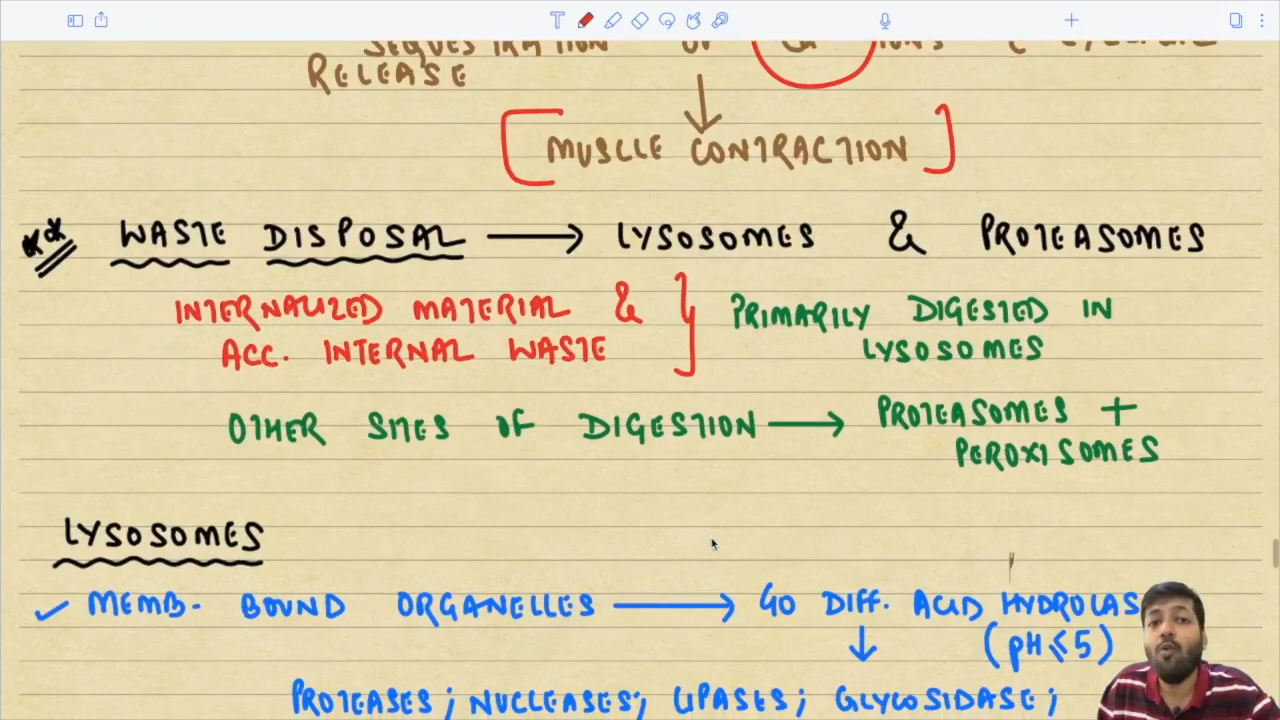 RELEASE
[MUSCLE CONTRACTION]
WASTE DISPOSAL → LYSOSOMES & PROTEASOMES
INTERNALIZED MATERIAL & } PRIMARILY DIGESTED IN
ACC. INTERNAL WASTE LYSOSOMES
OTHER SITES OF DIGESTION → PROTEASOMES +
PEROXISOMES
LYSOSOMES
✓ MEMB. BOUND ORGANELLES → 40 DIFF. ACID HYDROLAS
↓ (pH ≤ 5)
PROTEASES ; NUCLEASES; LIPASES; GLYCOSIDASE;